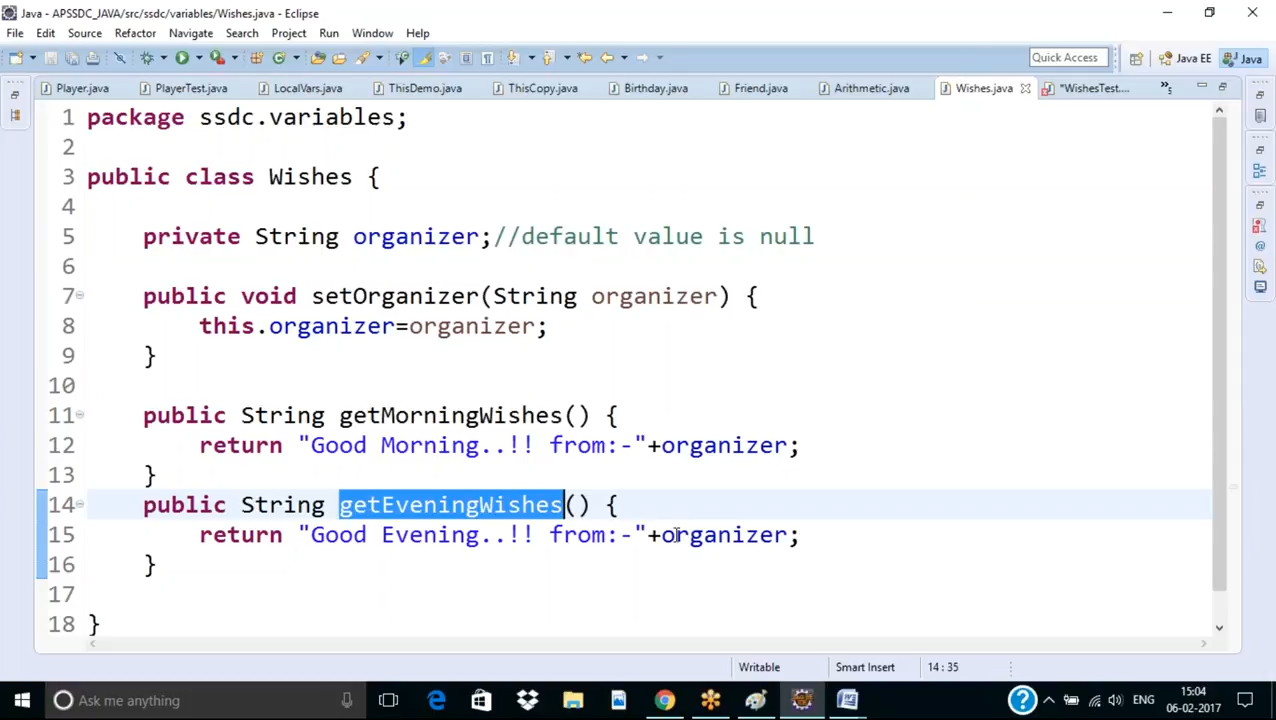 Java - APSSDC_JAVA/src/ssdc/variables/Wishes.java - Eclipse
File Edit Source Refactor Navigate Search Project Run Window Help
Quick Access Java EE Java
Player.java PlayerTest.java LocalVars.java ThisDemo.java ThisCopy.java Birthday.java Friend.java Arithmetic.java Wishes.java *WishesTest.... »5
1 package ssdc.variables;
2
3 public class Wishes {
4
5 private String organizer;//default value is null
6
7 public void setOrganizer(String organizer) {
8 this.organizer=organizer;
9 }
10
11 public String getMorningWishes() {
12 return "Good Morning..!! from:-"+organizer;
13 }
14 public String getEveningWishes() {
15 return "Good Evening..!! from:-"+organizer;
16 }
17
18 }
Writable Smart Insert 14 : 35
Ask me anything ENG 15:04
06-02-2017